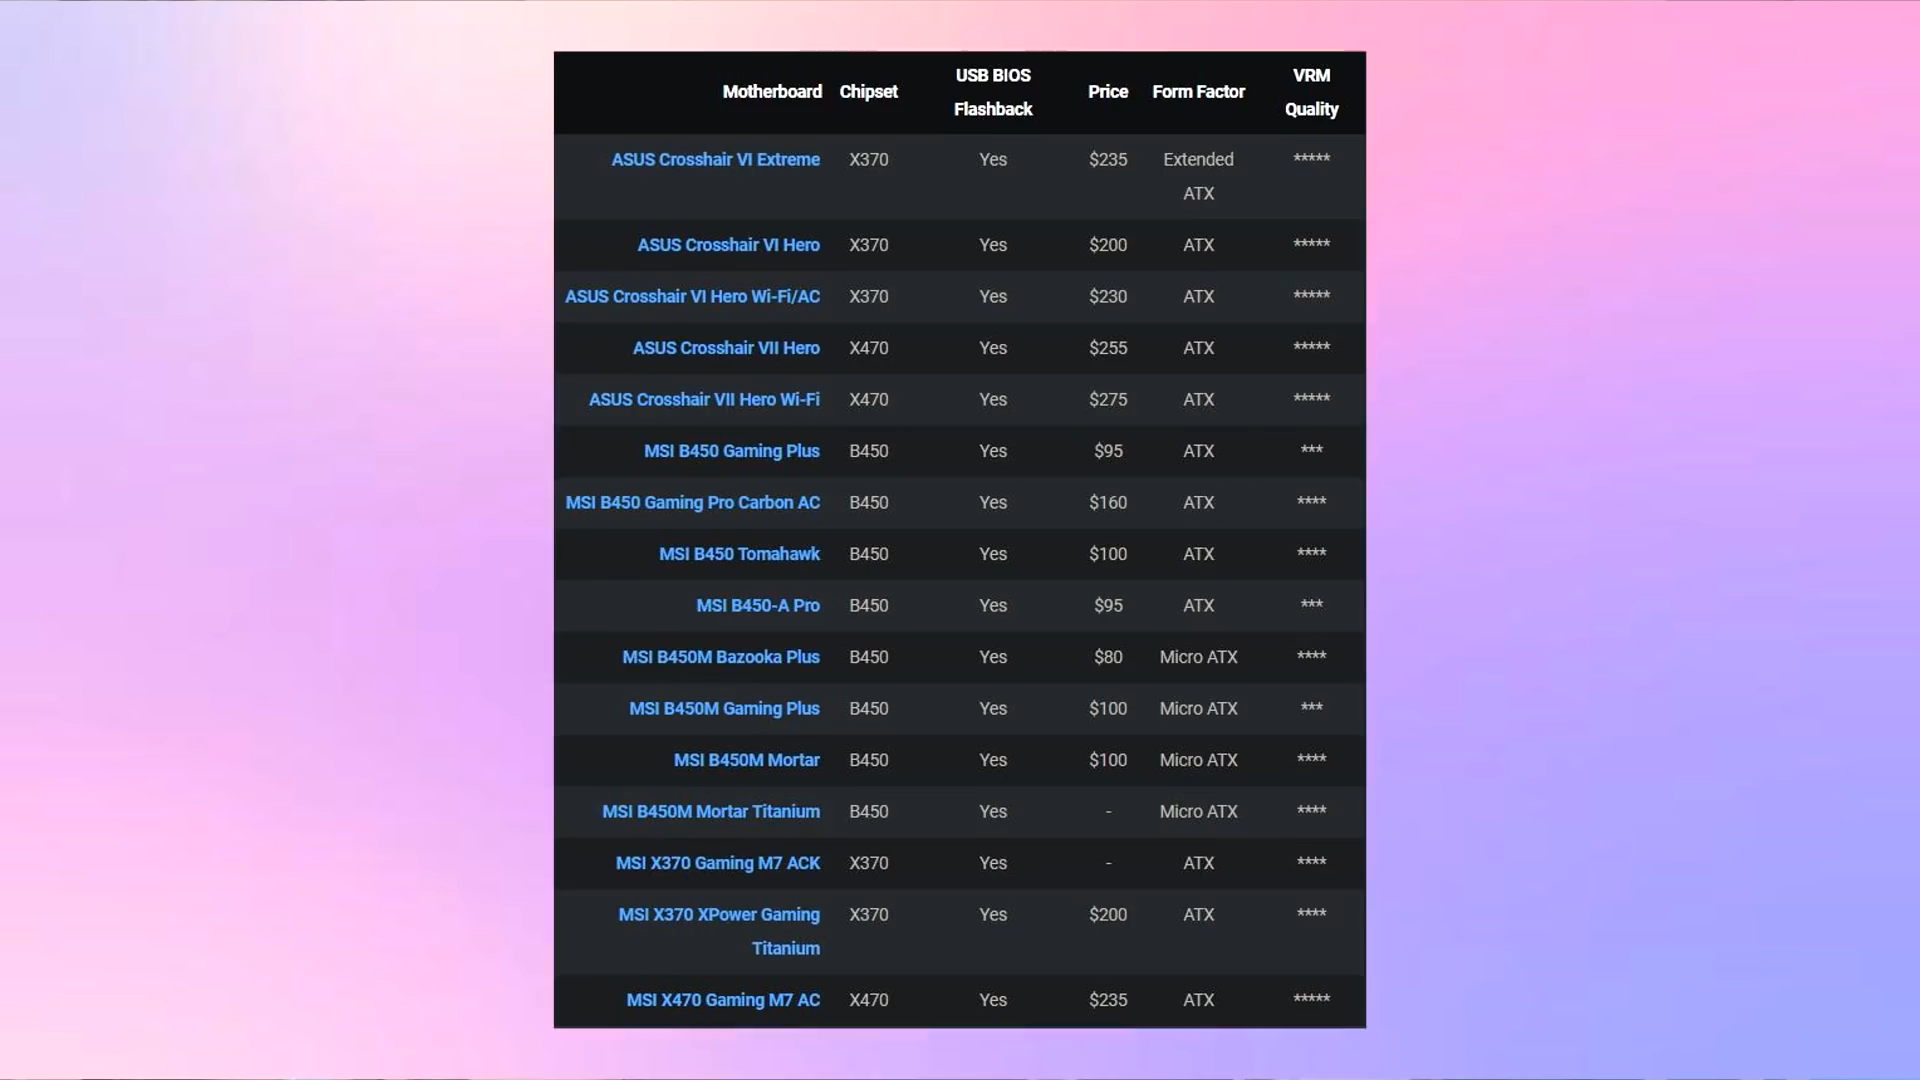 Motherboard Chipset USB BIOS Flashback Price Form Factor VRM Quality
ASUS Crosshair VI Extreme X370 Yes $235 Extended ATX *****
ASUS Crosshair VI Hero X370 Yes $200 ATX *****
ASUS Crosshair VI Hero Wi-Fi/AC X370 Yes $230 ATX *****
ASUS Crosshair VII Hero X470 Yes $255 ATX *****
ASUS Crosshair VII Hero Wi-Fi X470 Yes $275 ATX *****
MSI B450 Gaming Plus B450 Yes $95 ATX ***
MSI B450 Gaming Pro Carbon AC B450 Yes $160 ATX ****
MSI B450 Tomahawk B450 Yes $100 ATX ****
MSI B450-A Pro B450 Yes $95 ATX ***
MSI B450M Bazooka Plus B450 Yes $80 Micro ATX ****
MSI B450M Gaming Plus B450 Yes $100 Micro ATX ***
MSI B450M Mortar B450 Yes $100 Micro ATX ****
MSI B450M Mortar Titanium B450 Yes - Micro ATX ****
MSI X370 Gaming M7 ACK X370 Yes - ATX ****
MSI X370 XPower Gaming Titanium X370 Yes $200 ATX ****
MSI X470 Gaming M7 AC X470 Yes $235 ATX *****